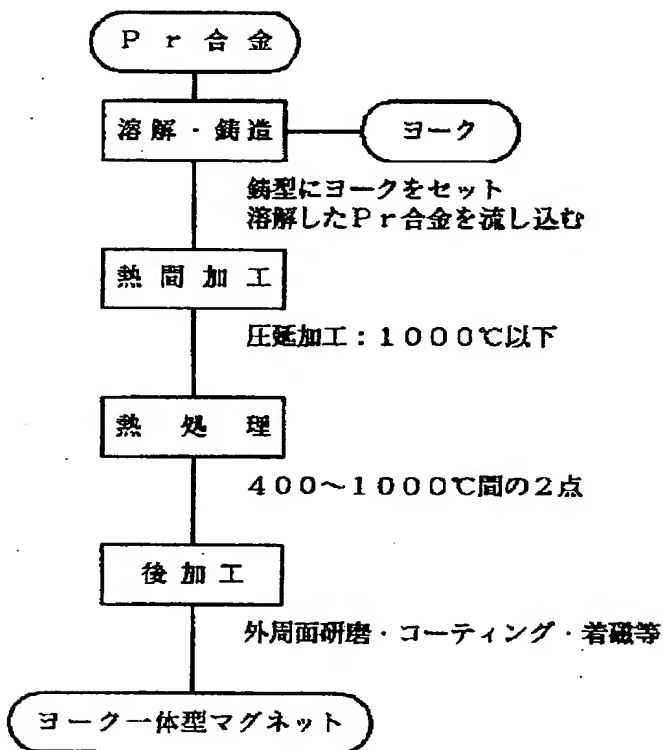 Ｐｒ合金
溶解・鋳造
ヨーク
鋳型にヨークをセット
溶解したＰｒ合金を流し込む
熱間加工
圧延加工：１０００℃以下
熱処理
４００～１０００℃間の２点
後加工
外周面研磨・コーティング・着磁等
ヨーク一体型マグネット